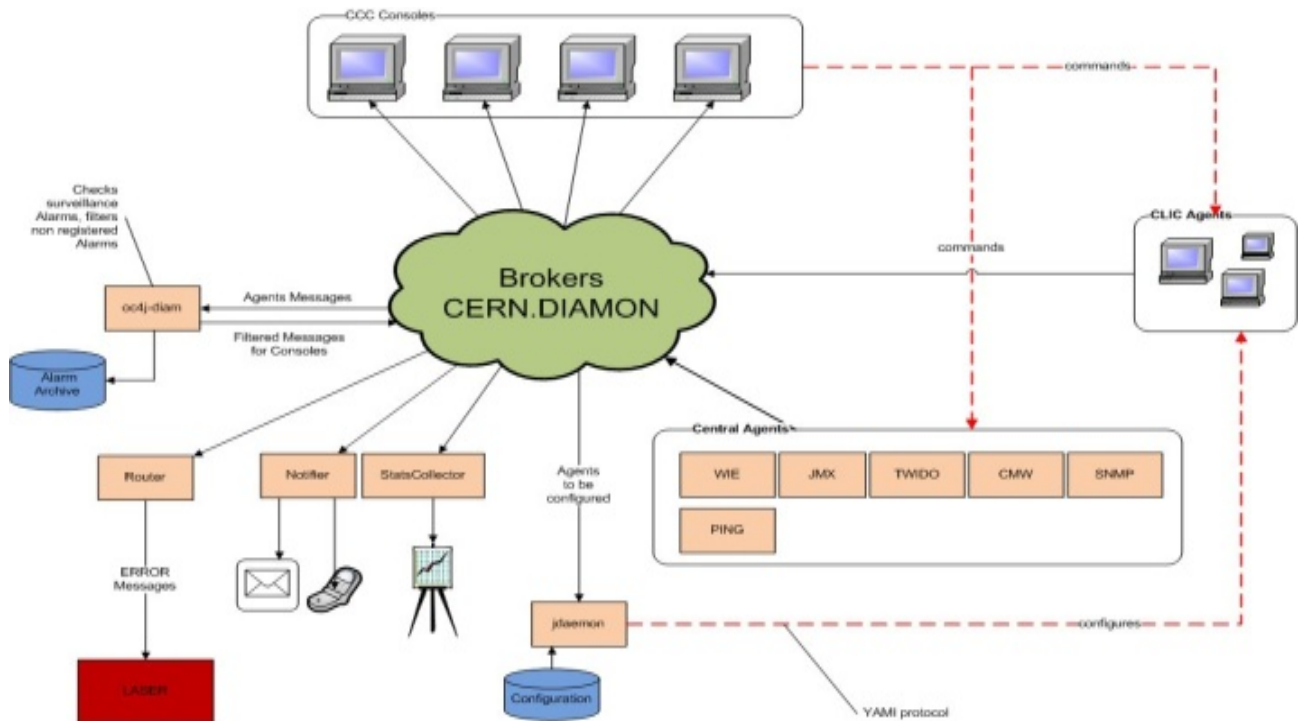 CCC Consoles
commands
Checks
surveillance
Alarms, filters
non registered
Alarms
CLIC Agents
commands
Brokers
CERN.DIAMON
oc4j-diam
Agents Messages
Filtered Messages
for Consoles
Alarm
Archive
Central Agents
Router
Notifier
StatsCollector
Agents
to be
configured
WIE
JMX
TWIDO
CMW
SNMP
PING
ERROR
Messages
jdaemon
configures
LASER
Configuration
YAMI protocol